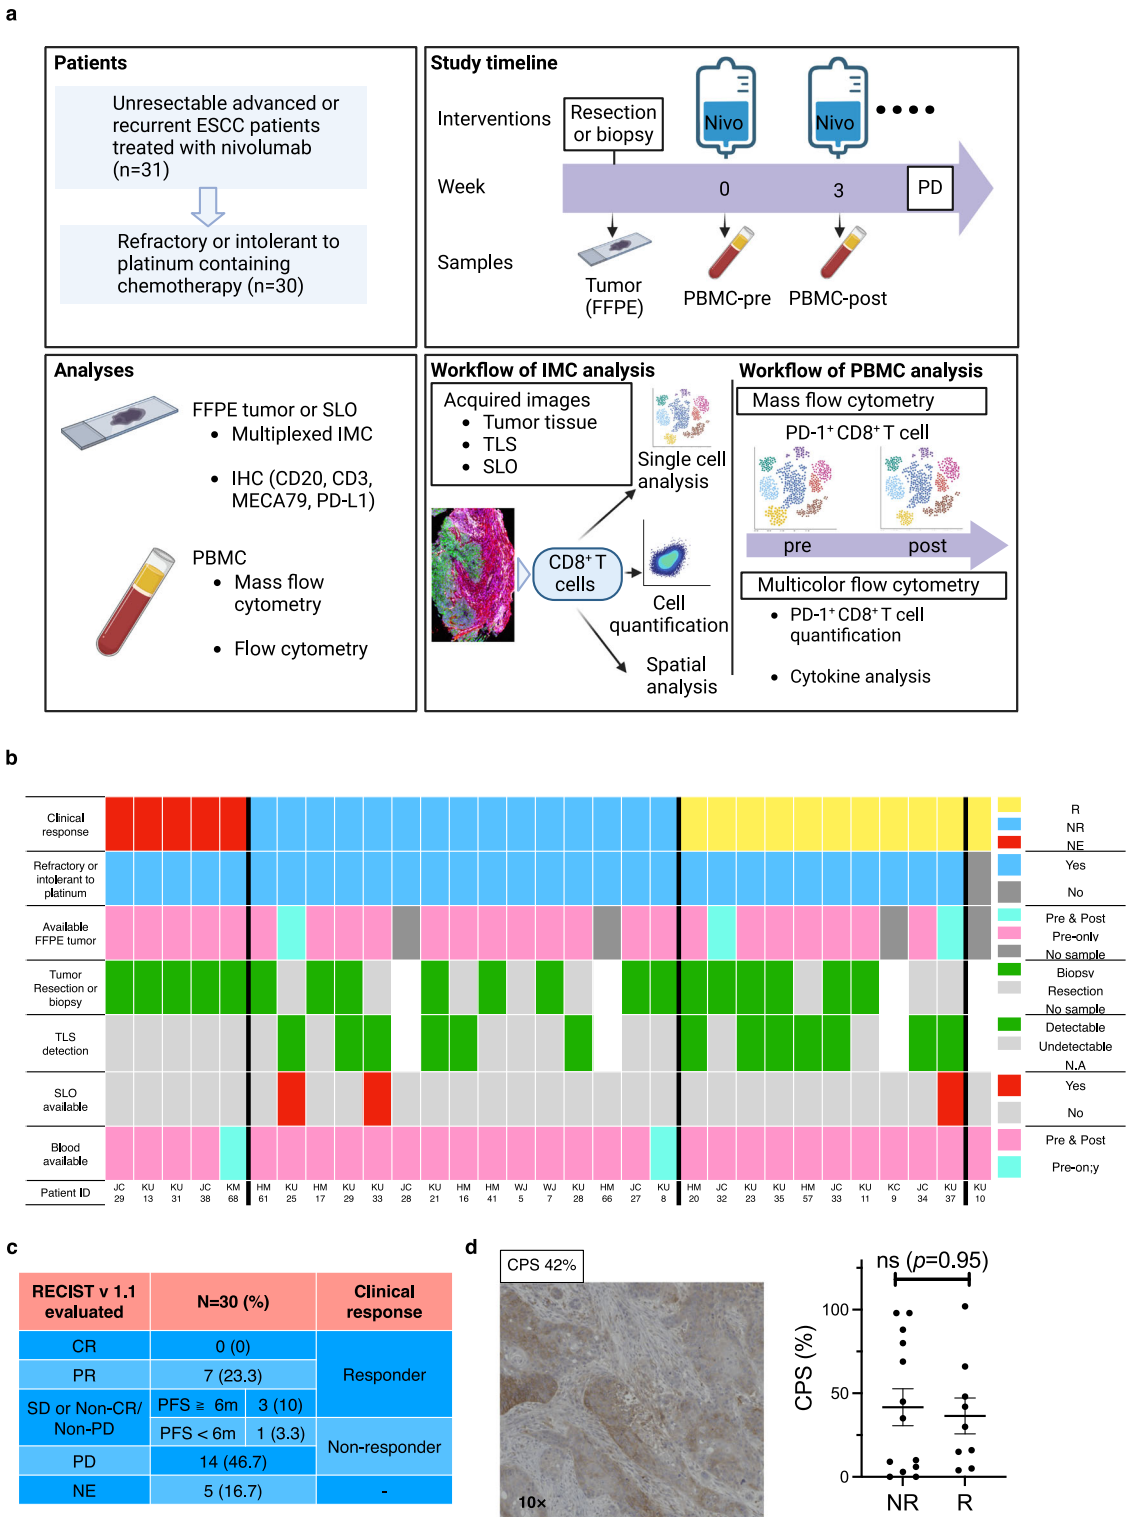 a
Patients
Unresectable advanced or
recurrent ESCC patients
treated with nivolumab
(n=31)
Refractory or intolerant to
platinum containing
chemotherapy (n=30)
Study timeline
Interventions
Resection
or biopsy
Nivo
Nivo
Week
0
3
PD
Samples
Tumor
(FFPE)
PBMC-pre
PBMC-post
Analyses
FFPE tumor or SLO
• Multiplexed IMC
• IHC (CD20, CD3,
MECA79, PD-L1)
PBMC
• Mass flow
cytometry
• Flow cytometry
Workflow of IMC analysis
Acquired images
• Tumor tissue
• TLS
• SLO
Single cell
analysis
CD8⁺ T
cells
Cell
quantification
Spatial
analysis
Workflow of PBMC analysis
Mass flow cytometry
PD-1⁺ CD8⁺ T cell
pre
post
Multicolor flow cytometry
• PD-1⁺ CD8⁺ T cell
quantification
• Cytokine analysis
b
Clinical
response
R
NR
NE
Refractory or
intolerant to
platinum
Yes
No
Available
FFPE tumor
Pre & Post
Pre-only
No sample
Tumor
Resection or
biopsy
Biopsy
Resection
No sample
TLS
detection
Detectable
Undetectable
N.A
SLO
available
Yes
No
Blood
available
Pre & Post
Pre-on;y
Patient ID
JC KU KU JC KM HM KU HM KU KU JC KU HM HM WJ WJ KU HM JC KU HM JC KU KU HM JC KU KC JC KU KU
29 13 31 38 68 61 25 17 29 33 28 21 16 41 5 7 28 66 27 8 20 32 23 35 57 33 11 9 34 37 10
c
RECIST v 1.1
evaluated
N=30 (%)
Clinical
response
CR
0 (0)
Responder
PR
7 (23.3)
SD or Non-CR/
Non-PD
PFS ≧ 6m
3 (10)
PFS < 6m
1 (3.3)
Non-responder
PD
14 (46.7)
NE
5 (16.7)
-
d
CPS 42%
10×
ns (p=0.95)
CPS (%)
100
50
0
NR
R